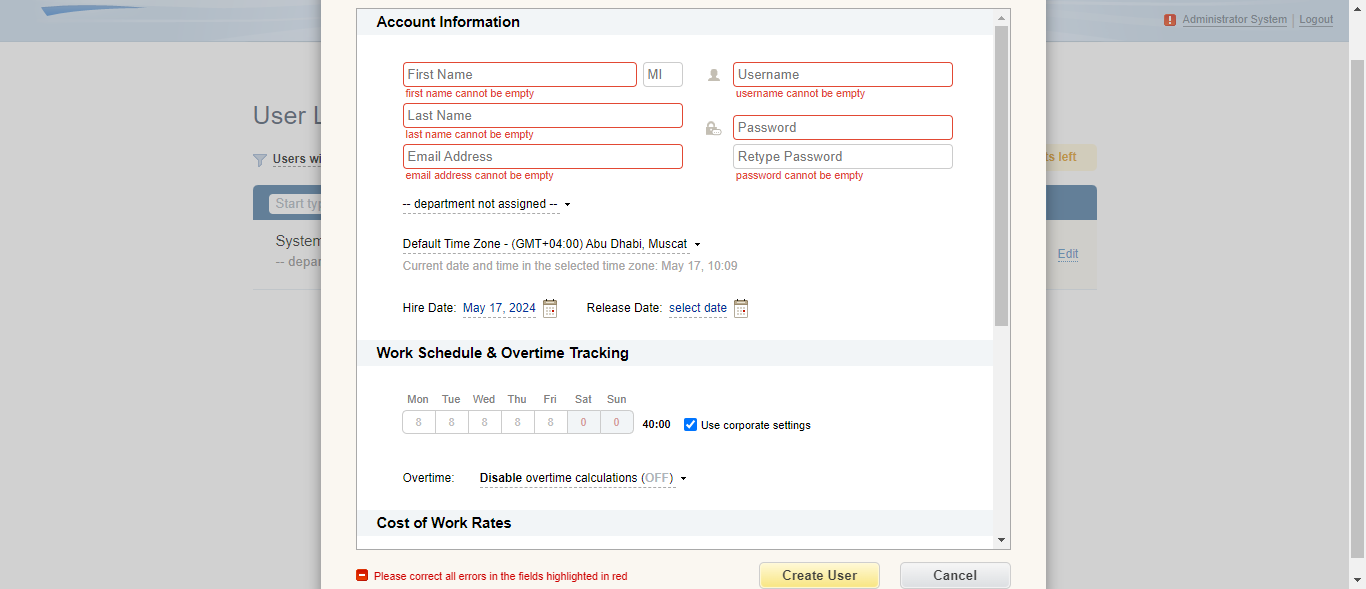 Administrator System | Logout
Account Information
First Name
MI
Username
first name cannot be empty
username cannot be empty
Last Name
last name cannot be empty
Password
Email Address
Retype Password
email address cannot be empty
password cannot be empty
-- department not assigned --
Default Time Zone - (GMT+04:00) Abu Dhabi, Muscat
Current date and time in the selected time zone: May 17, 10:09
Hire Date: May 17, 2024
Release Date: select date
Work Schedule & Overtime Tracking
Mon Tue Wed Thu Fri Sat Sun
8 8 8 8 8 0 0 40:00 Use corporate settings
Overtime: Disable overtime calculations (OFF)
Cost of Work Rates
Please correct all errors in the fields highlighted in red
Create User
Cancel
User L
Users wi
ts left
Start typ
System
-- depar
Edit